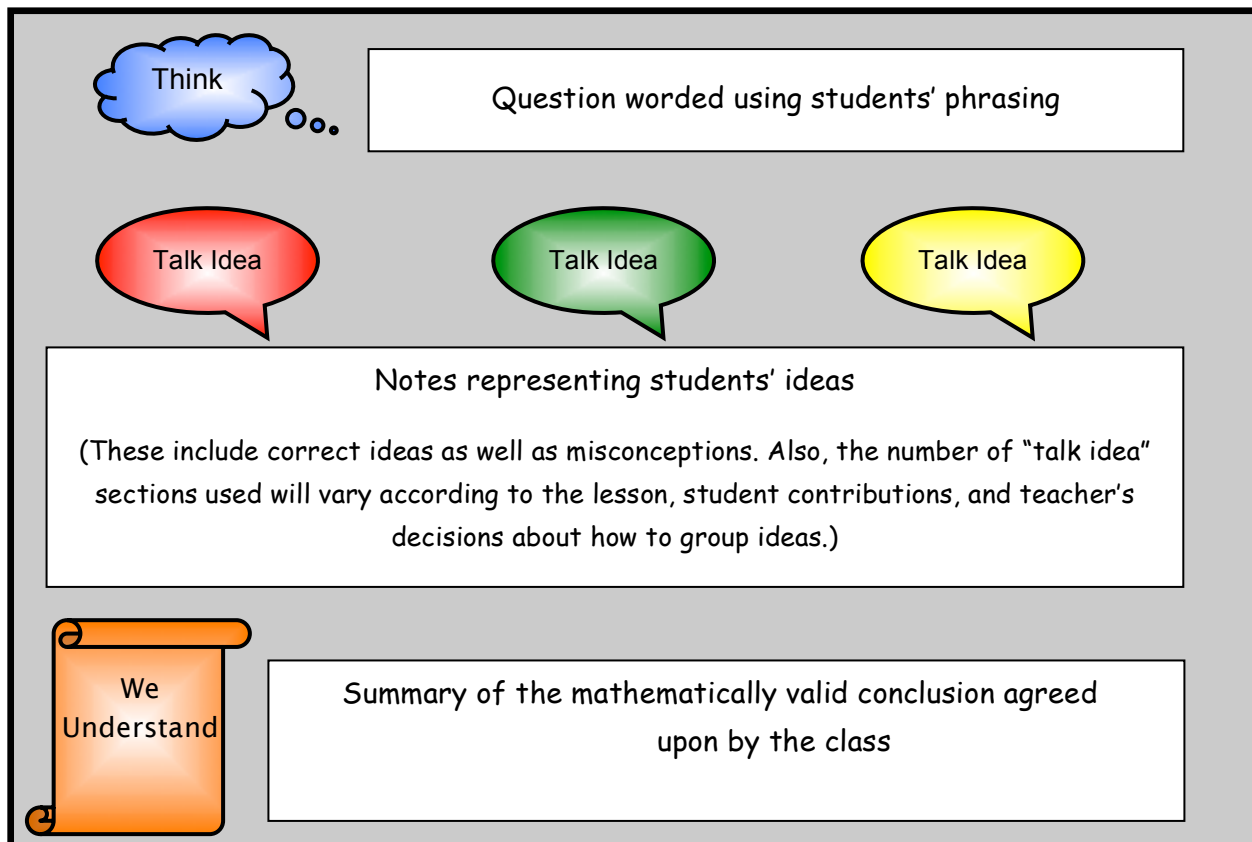 Think
Question worded using students’ phrasing
Talk Idea
Talk Idea
Talk Idea
Notes representing students’ ideas
(These include correct ideas as well as misconceptions. Also, the number of “talk idea”
sections used will vary according to the lesson, student contributions, and teacher’s
decisions about how to group ideas.)
We
Understand
Summary of the mathematically valid conclusion agreed
upon by the class